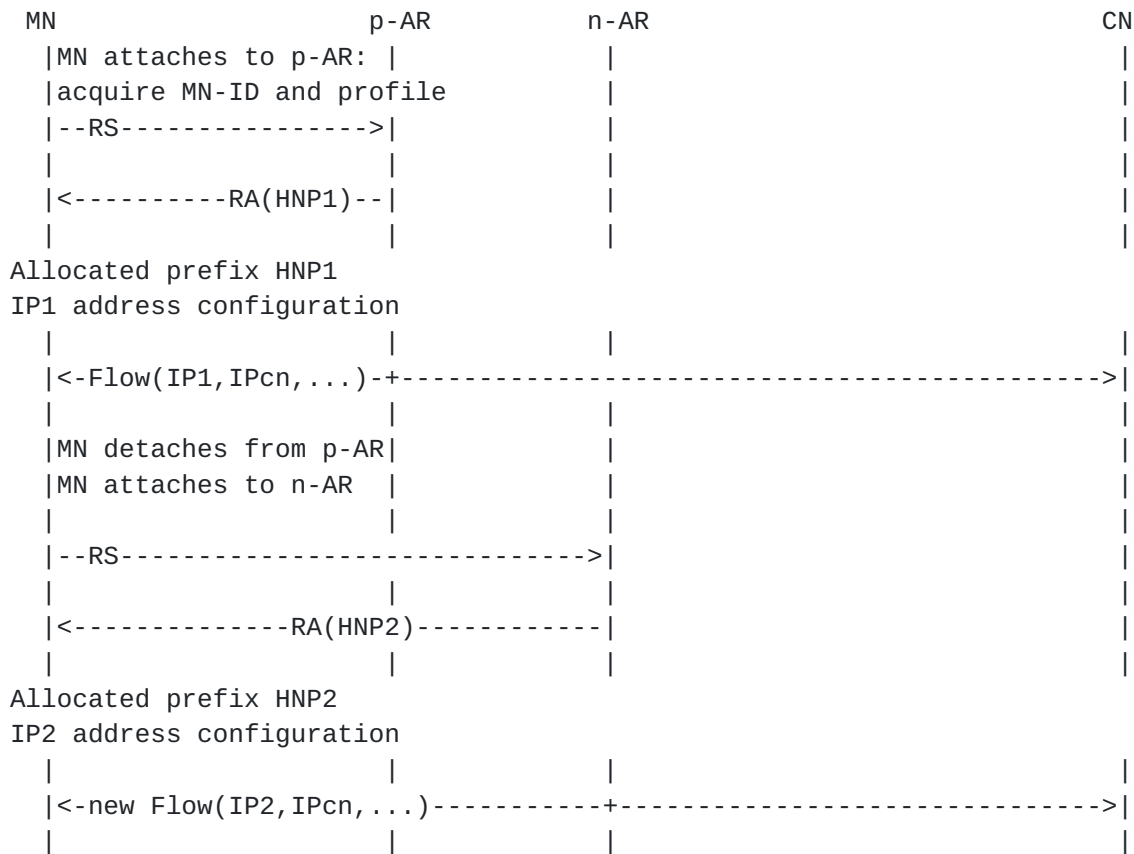 MN                  p-AR        n-AR                         CN
  |MN attaches to p-AR: |            |                             |
  |acquire MN-ID and profile         |                             |
  |--RS---------------->|            |                             |
  |                     |            |                             |
  |<----------RA(HNP1)--|            |                             |
  |                     |            |                             |
Allocated prefix HNP1
IP1 address configuration
  |                     |            |                             |
  |<-Flow(IP1,IPcn,...)-+------------------------------------------>|
  |                     |            |                             |
  |MN detaches from p-AR|            |                             |
  |MN attaches to n-AR  |            |                             |
  |                     |            |                             |
  |--RS------------------------------>|                             |
  |                     |            |                             |
  |<--------------RA(HNP2)------------|                             |
  |                     |            |                             |
Allocated prefix HNP2
IP2 address configuration
  |                     |            |                             |
  |<-new Flow(IP2,IPcn,...)-----------+------------------------------->|
  |                     |            |                             |